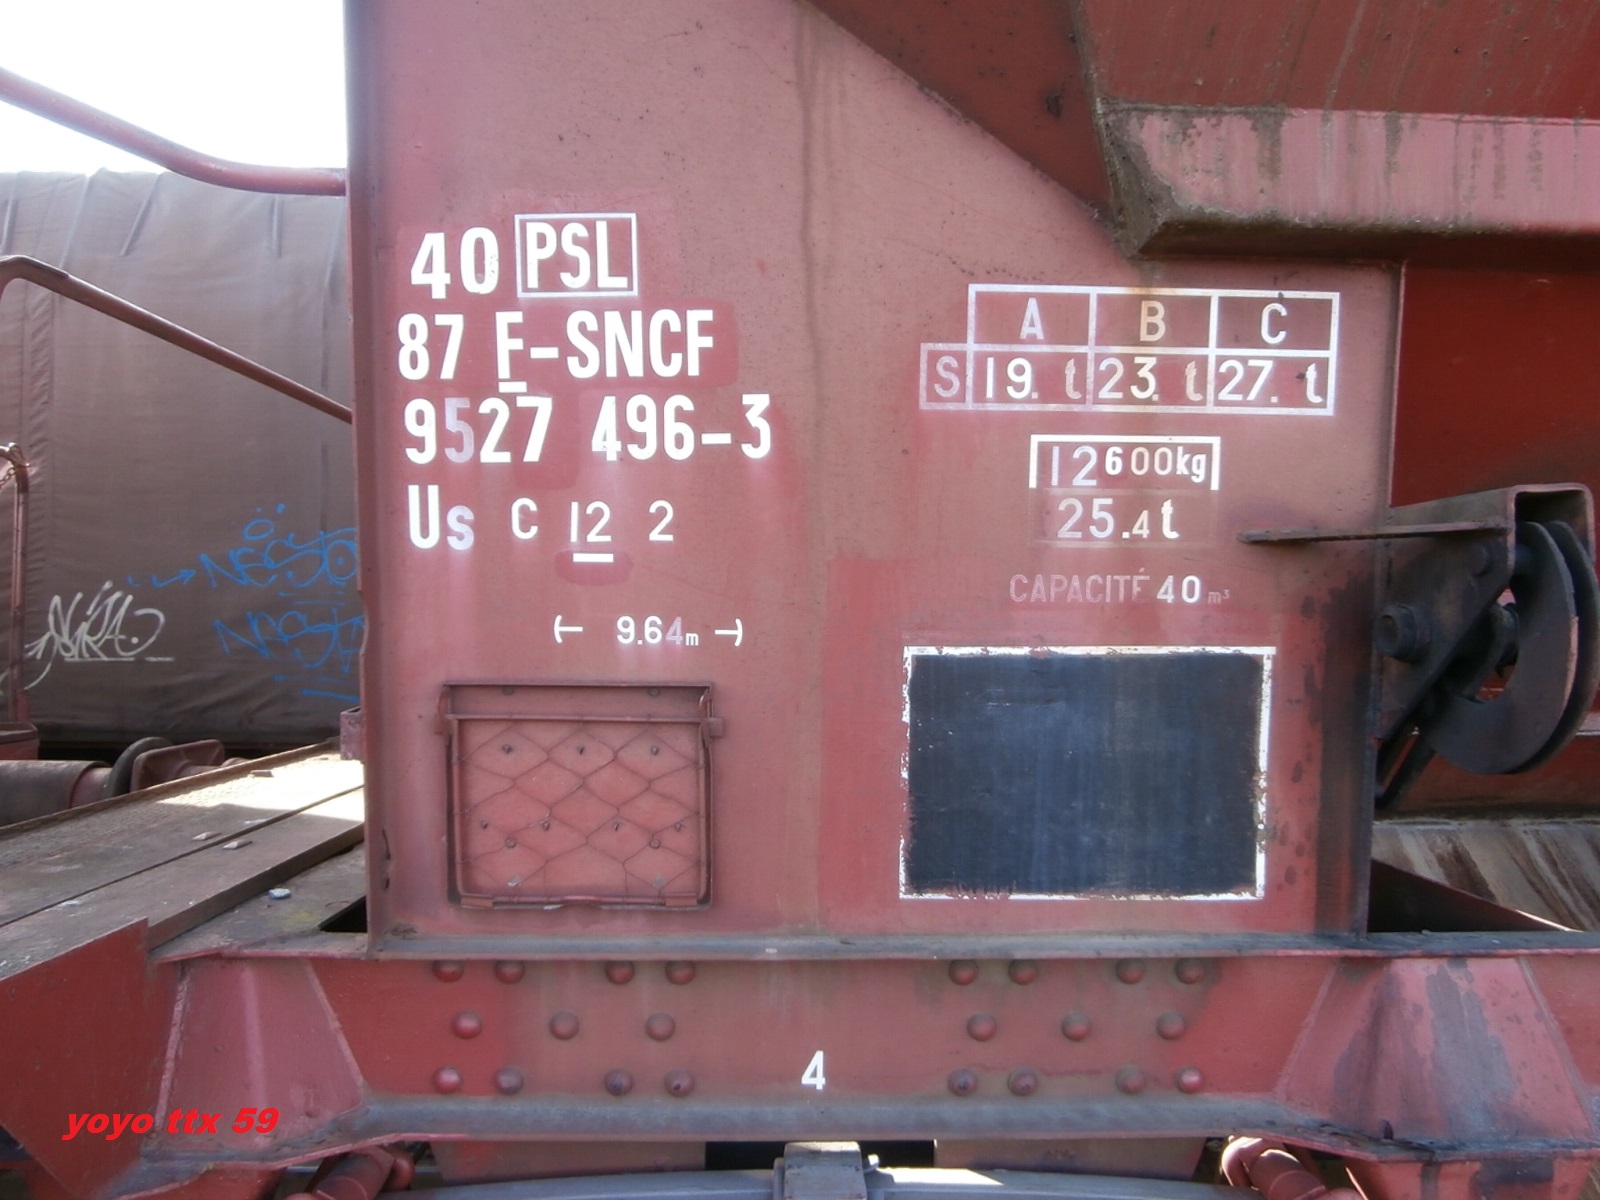 40 PSL
87 F-SNCF
9527 496-3
Us C 12 2
9.64m
A B C
S 19. t 23. t 27. t
12600kg
25.4t
CAPACITÉ 40 m³
4
NESTO
yoyo ttx 59